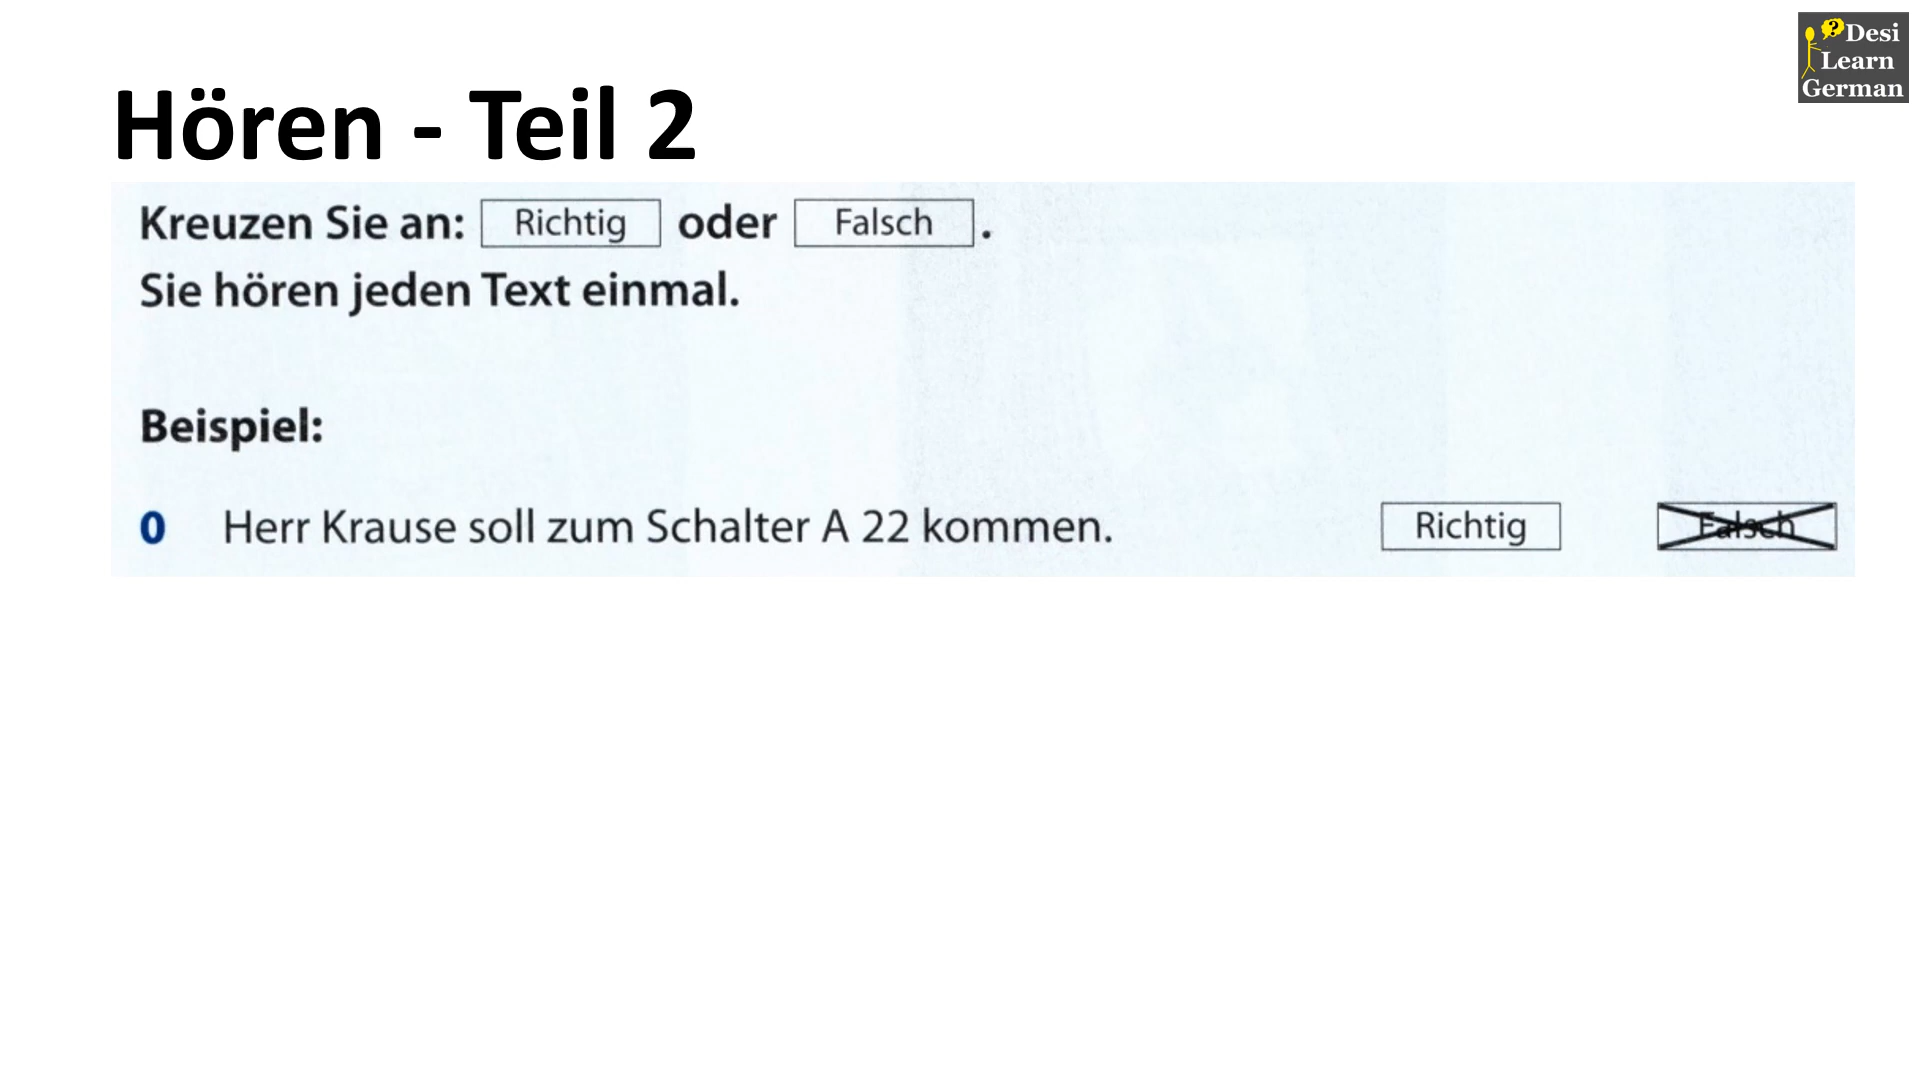 ? Desi
Learn
German
Hören - Teil 2
Kreuzen Sie an: Richtig oder Falsch .
Sie hören jeden Text einmal.
Beispiel:
0 Herr Krause soll zum Schalter A 22 kommen. Richtig Falsch